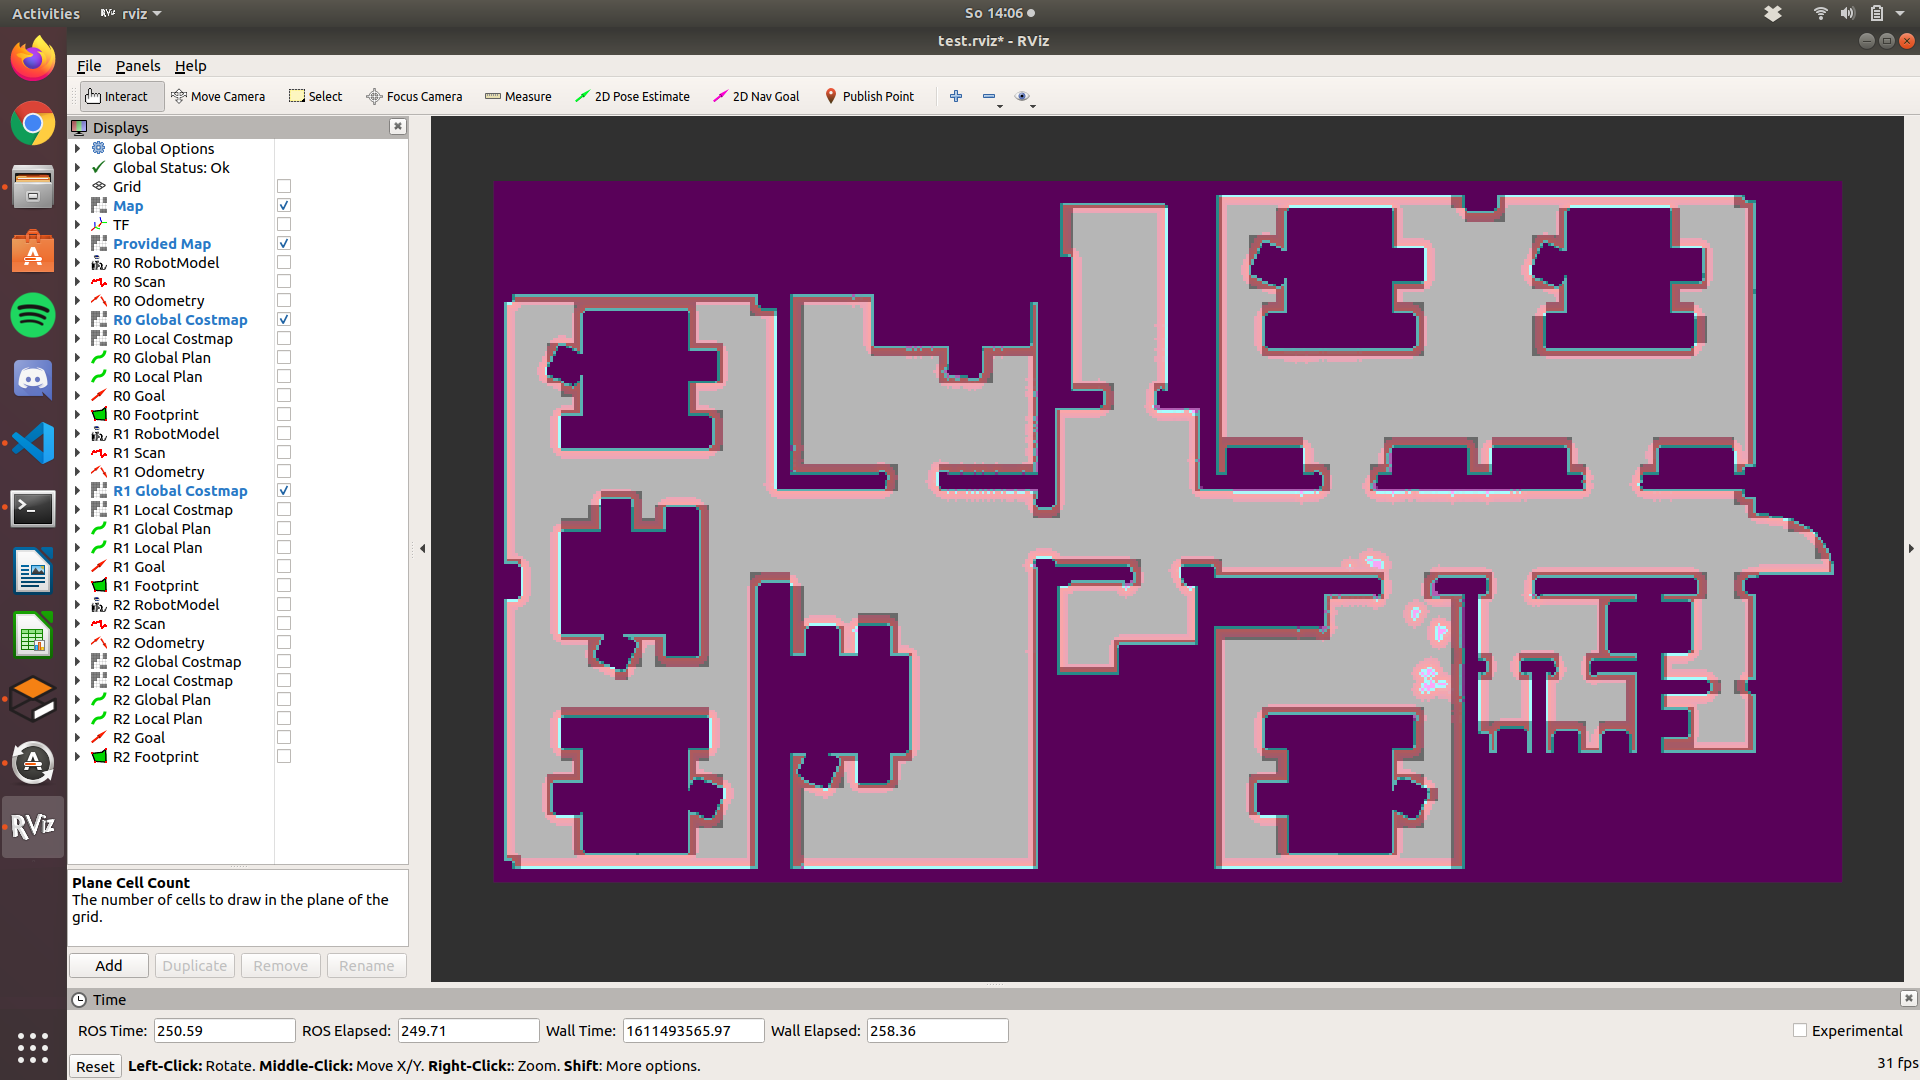 Activities RViz rviz So 14:06
test.rviz* - RViz
File Panels Help
Interact Move Camera Select Focus Camera Measure 2D Pose Estimate 2D Nav Goal Publish Point
Displays
Global Options
Global Status: Ok
Grid
Map
TF
Provided Map
R0 RobotModel
R0 Scan
R0 Odometry
R0 Global Costmap
R0 Local Costmap
R0 Global Plan
R0 Local Plan
R0 Goal
R0 Footprint
R1 RobotModel
R1 Scan
R1 Odometry
R1 Global Costmap
R1 Local Costmap
R1 Global Plan
R1 Local Plan
R1 Goal
R1 Footprint
R2 RobotModel
R2 Scan
R2 Odometry
R2 Global Costmap
R2 Local Costmap
R2 Global Plan
R2 Local Plan
R2 Goal
R2 Footprint
RViz
Plane Cell Count
The number of cells to draw in the plane of the
grid.
Add Duplicate Remove Rename
Time
ROS Time: 250.59 ROS Elapsed: 249.71 Wall Time: 1611493565.97 Wall Elapsed: 258.36 Experimental
Reset Left-Click: Rotate. Middle-Click: Move X/Y. Right-Click:: Zoom. Shift: More options. 31 fps